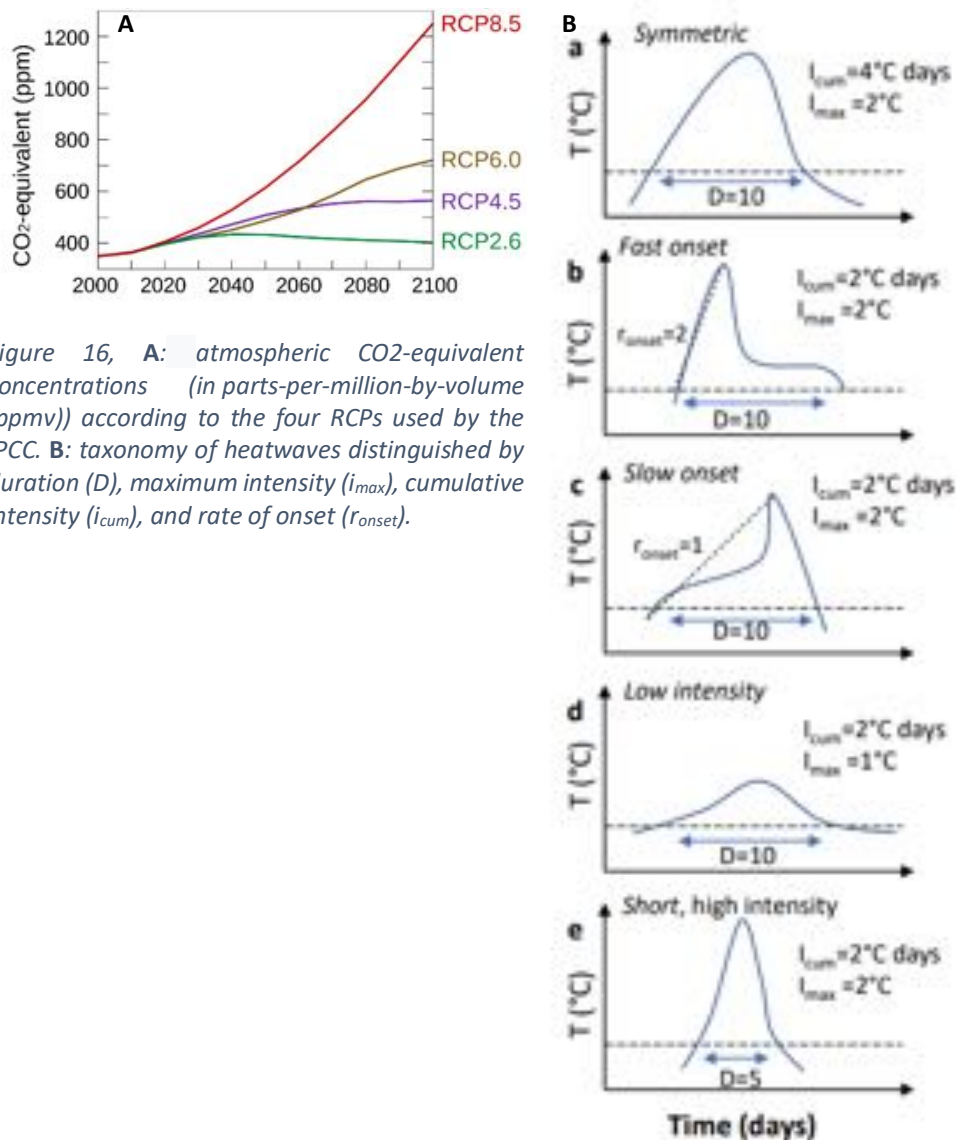 A
CO2-equivalent (ppm)
1200
1000
800
600
400
2000 2020 2040 2060 2080 2100
RCP8.5
RCP6.0
RCP4.5
RCP2.6
igure 16, A: atmospheric CO2-equivalent
oncentrations (in parts-per-million-by-volume
ppmv)) according to the four RCPs used by the
PCC. B: taxonomy of heatwaves distinguished by
uration (D), maximum intensity (imax), cumulative
ntensity (icum), and rate of onset (ronset).
B
a
Symmetric
Icum=4°C days
Imax =2°C
T (°C)
D=10
b
Fast onset
Icum=2°C days
Imax =2°C
ronset=2
T (°C)
D=10
c
Slow onset
Icum=2°C days
Imax =2°C
ronset=1
T (°C)
D=10
d
Low intensity
Icum=2°C days
Imax =1°C
T (°C)
D=10
e
Short, high intensity
Icum=2°C days
Imax =2°C
T (°C)
D=5
Time (days)